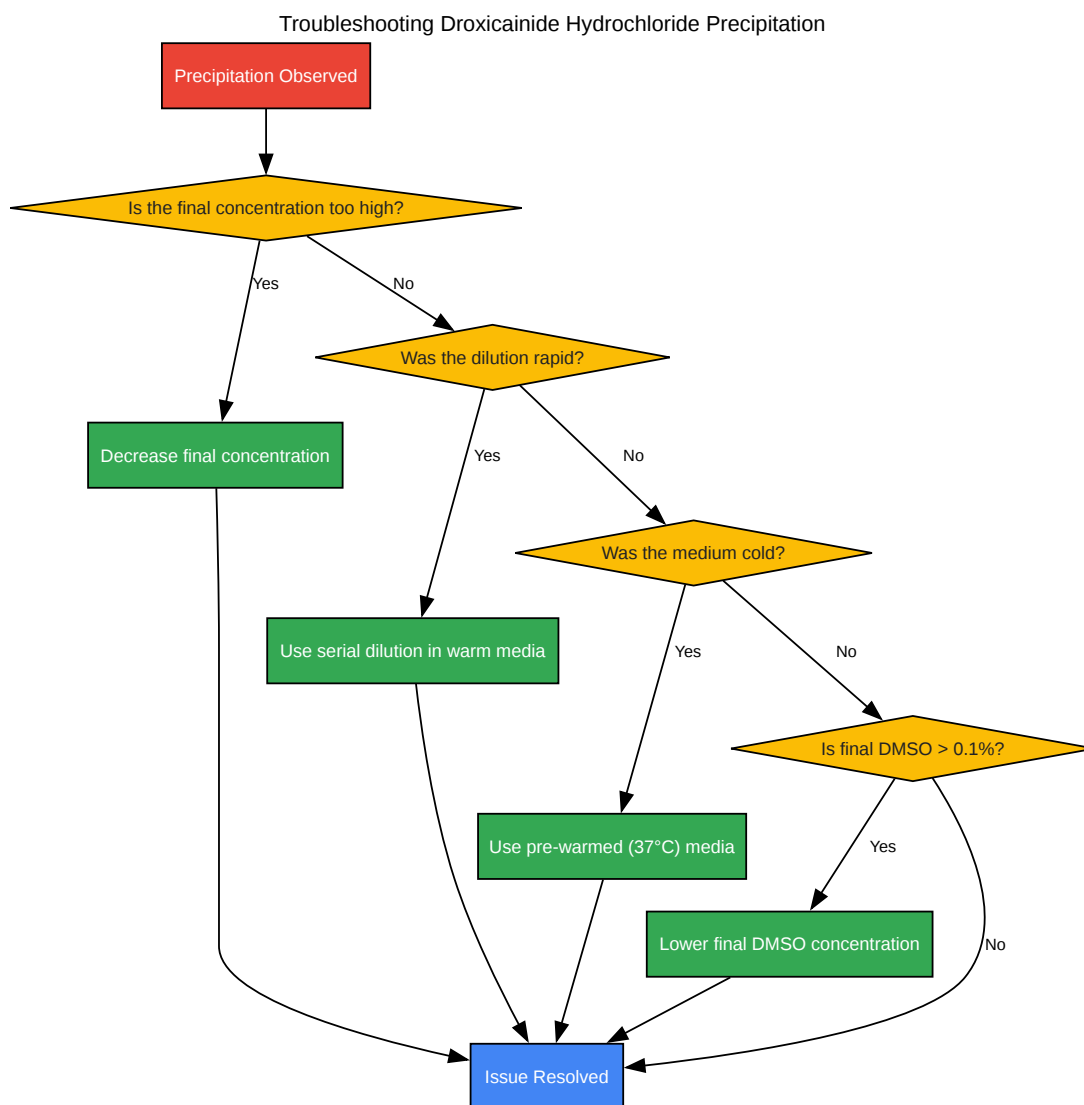 Troubleshooting Droxicainide Hydrochloride Precipitation
Precipitation Observed
Is the final concentration too high?
Yes
No
Was the dilution rapid?
Decrease final concentration
Yes
No
Was the medium cold?
Use serial dilution in warm media
Yes
No
Is final DMSO > 0.1%?
Use pre-warmed (37°C) media
Yes
Lower final DMSO concentration
No
Issue Resolved